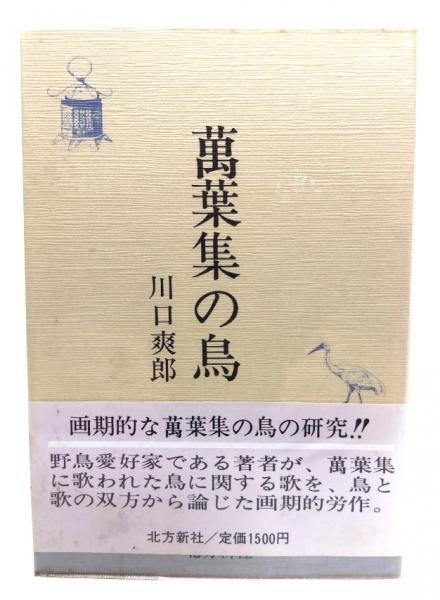 萬葉集の鳥
川口爽郎
画期的な萬葉集の鳥の研究!!
野鳥愛好家である著者が、萬葉集
に歌われた鳥に関する歌を、鳥と
歌の双方から論じた画期的労作。
北方新社/定価1500円